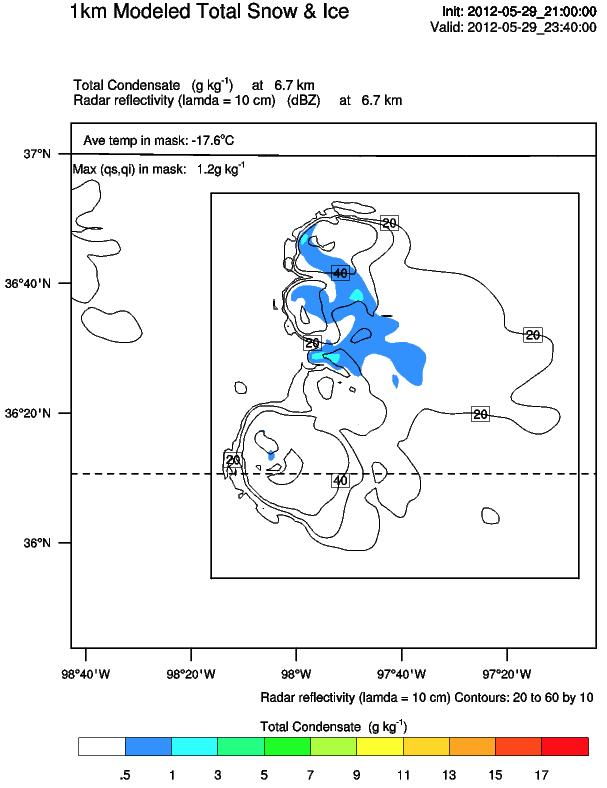 1km Modeled Total Snow & Ice
Init: 2012-05-29_21:00:00
Valid: 2012-05-29_23:40:00
Total Condensate (g kg⁻¹) at 6.7 km
Radar reflectivity (lamda = 10 cm) (dBZ) at 6.7 km
Ave temp in mask: -17.6°C
37°N
Max (qs,qi) in mask: 1.2g kg⁻¹
20
40
36°40'N
20
20
36°20'N
20
20
40
36°N
98°40'W 98°20'W 98°W 97°40'W 97°20'W
Radar reflectivity (lamda = 10 cm) Contours: 20 to 60 by 10
Total Condensate (g kg⁻¹)
.5 1 3 5 7 9 11 13 15 17